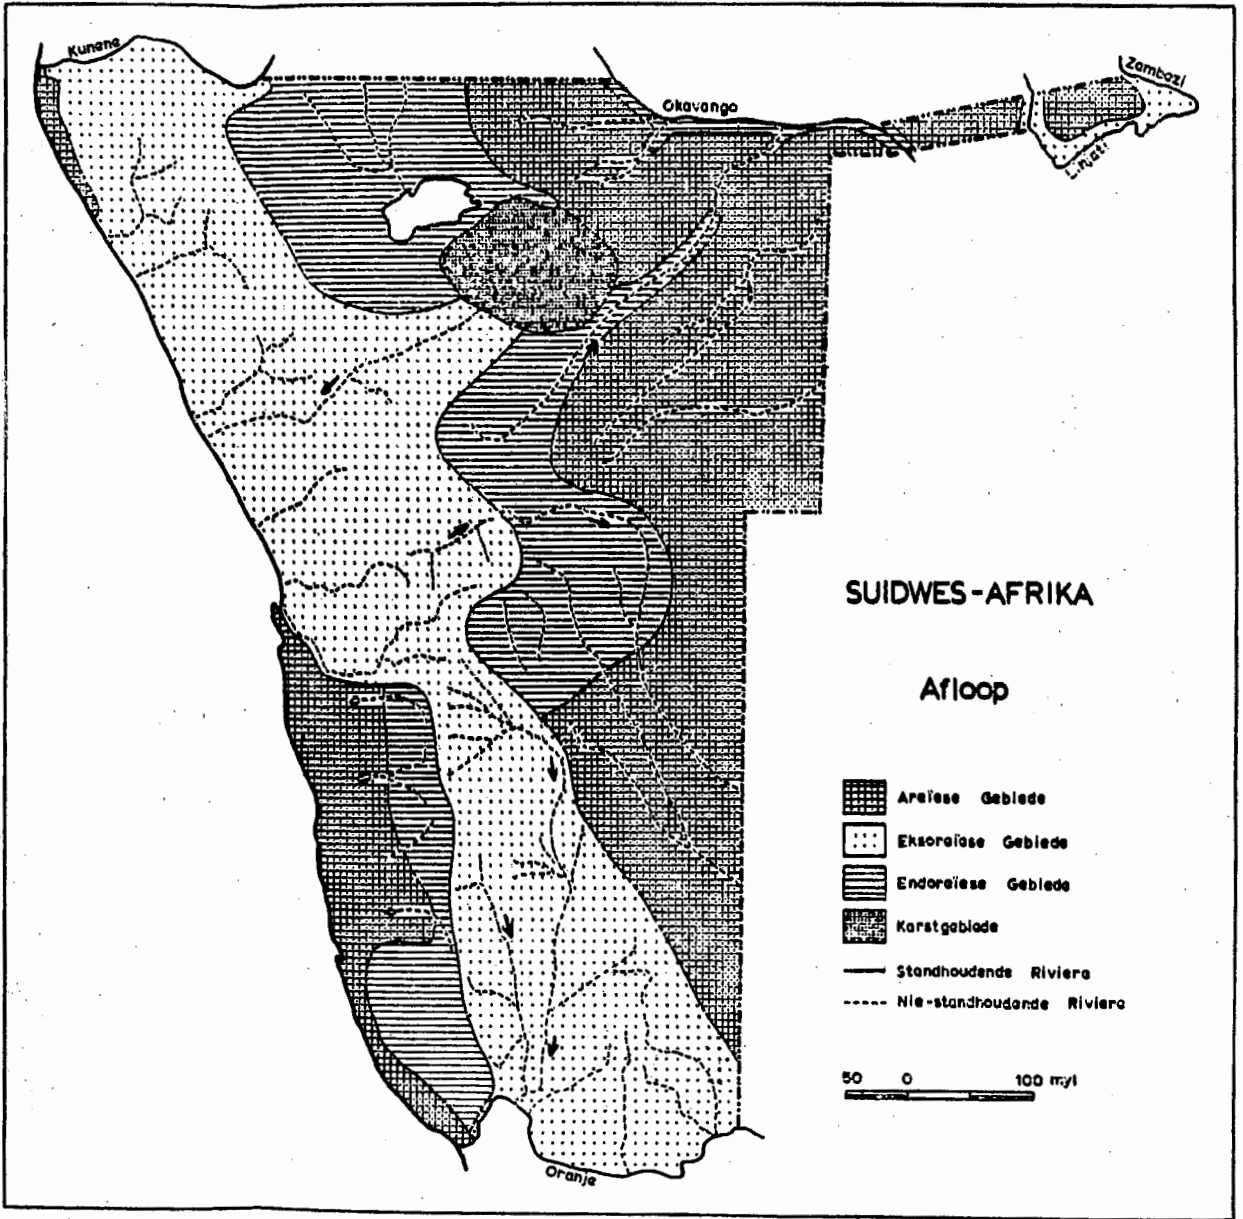 Kunene
Zambezi
Okavango
Linjati
SUIDWES-AFRIKA
Afloop
Areïese Gebiede
Eksoreïese Gebiede
Endoreïese Gebiede
Karstgebiede
Standhoudende Riviere
Nie-standhoudende Riviere
50 0 100 myl
Oranje